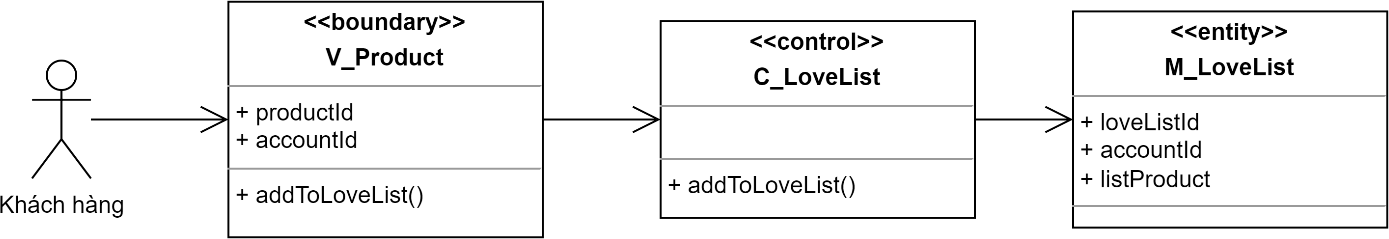 Khách hàng
<<boundary>>
V_Product
+ productId
+ accountId
+ addToLoveList()
<<control>>
C_LoveList
+ addToLoveList()
<<entity>>
M_LoveList
+ loveListId
+ accountId
+ listProduct